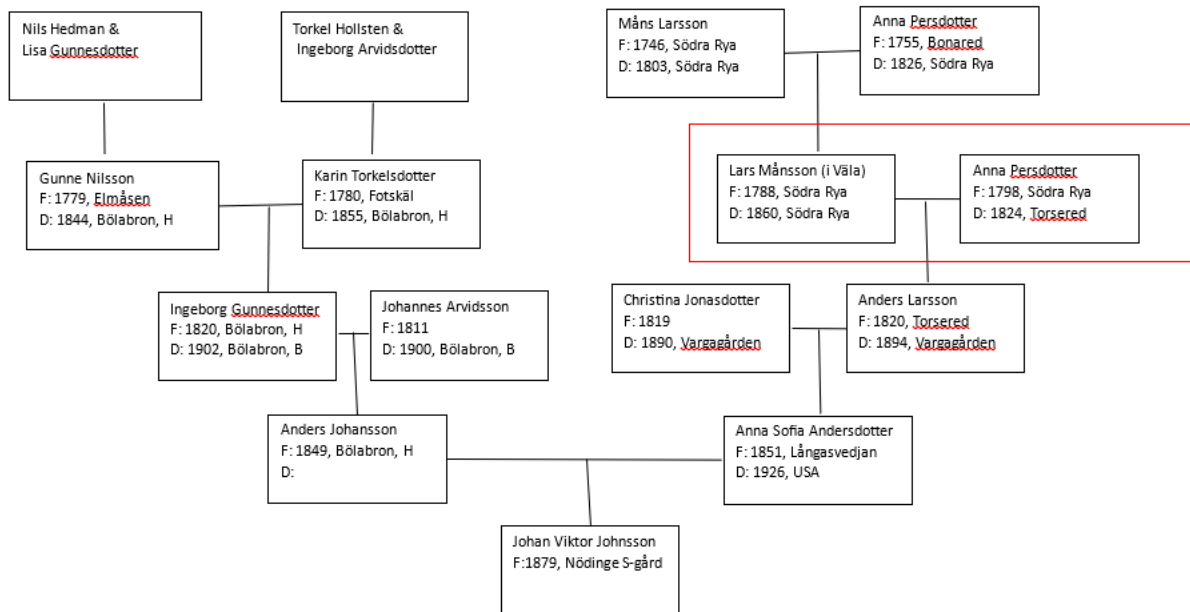 Nils Hedman &
Lisa Gunnesdotter
Torkel Hollsten &
Ingeborg Arvidsdotter
Måns Larsson
F: 1746, Södra Rya
D: 1803, Södra Rya
Anna Persdotter
F: 1755, Bonared
D: 1826, Södra Rya
Gunne Nilsson
F: 1779, Elmåsen
D: 1844, Bölabron, H
Karin Torkelsdotter
F: 1780, Fotskäl
D: 1855, Bölabron, H
Lars Månsson (i Väla)
F: 1788, Södra Rya
D: 1860, Södra Rya
Anna Persdotter
F: 1798, Södra Rya
D: 1824, Torsered
Ingeborg Gunnesdotter
F: 1820, Bölabron, H
D: 1902, Bölabron, B
Johannes Arvidsson
F: 1811
D: 1900, Bölabron, B
Christina Jonasdotter
F: 1819
D: 1890, Vargagården
Anders Larsson
F: 1820, Torsered
D: 1894, Vargagården
Anders Johansson
F: 1849, Bölabron, H
D:
Anna Sofia Andersdotter
F: 1851, Långasvedjan
D: 1926, USA
Johan Viktor Johnsson
F:1879, Nödinge S-gård